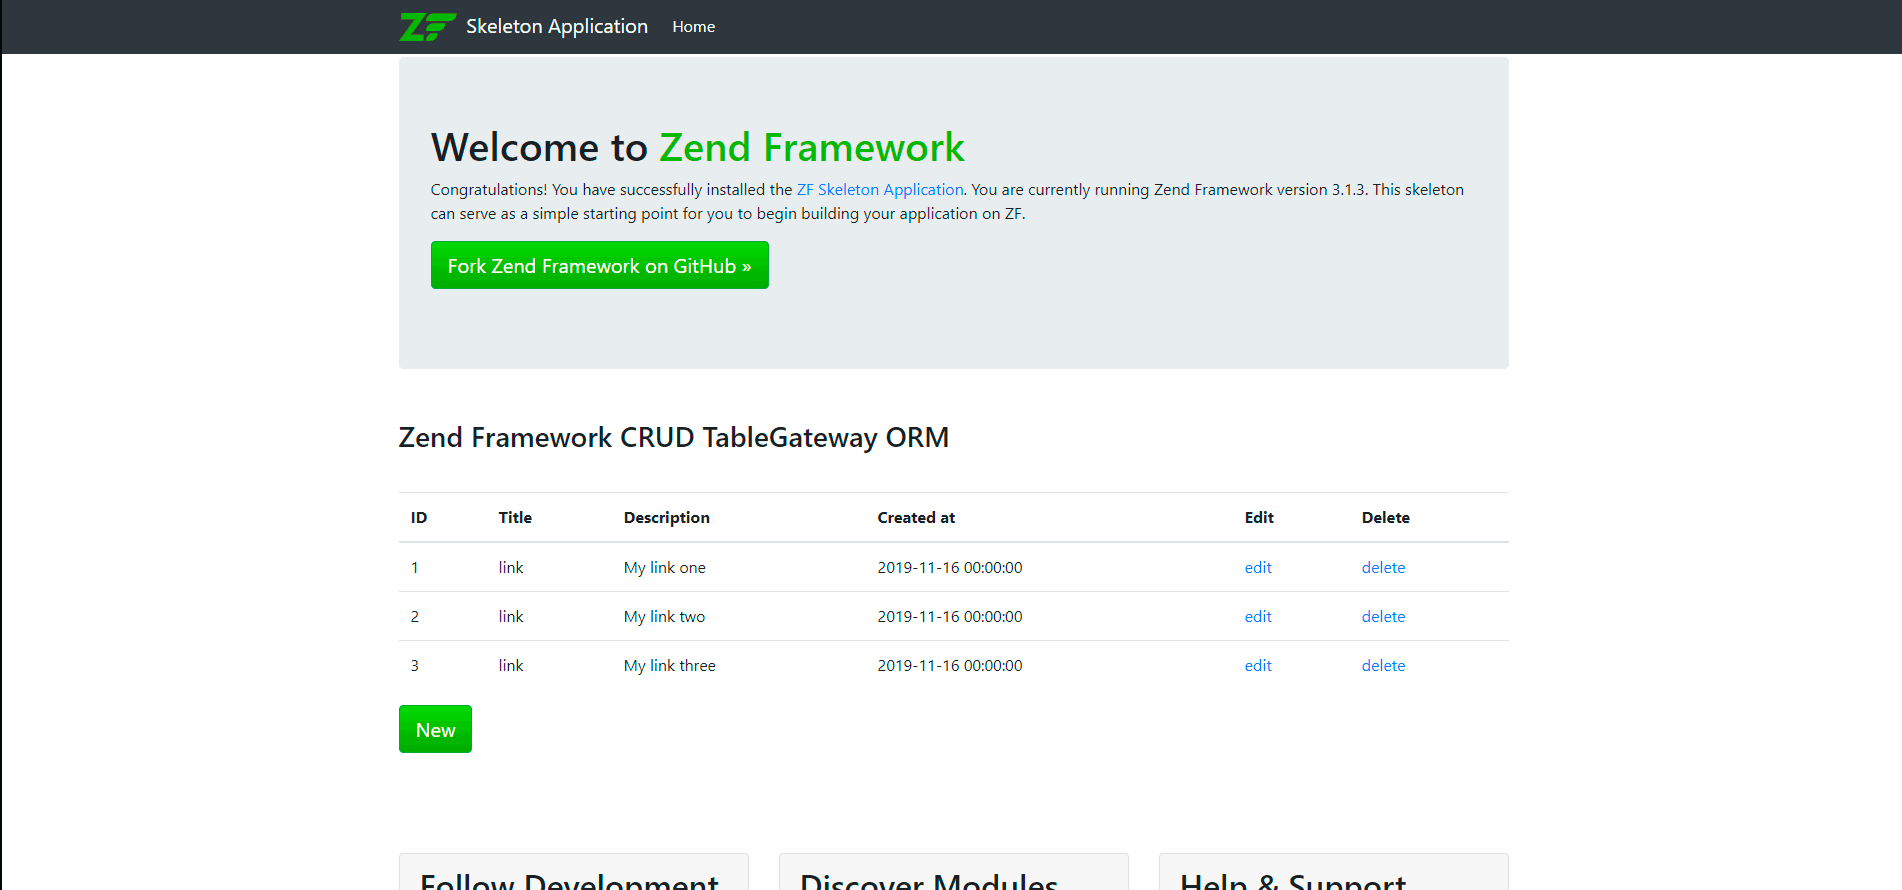 ZF Skeleton Application Home
Welcome to Zend Framework
Congratulations! You have successfully installed the ZF Skeleton Application. You are currently running Zend Framework version 3.1.3. This skeleton
can serve as a simple starting point for you to begin building your application on ZF.
Fork Zend Framework on GitHub »
Zend Framework CRUD TableGateway ORM
ID Title Description Created at Edit Delete
1 link My link one 2019-11-16 00:00:00 edit delete
2 link My link two 2019-11-16 00:00:00 edit delete
3 link My link three 2019-11-16 00:00:00 edit delete
New
Follow Development Discover Modules Help & Support